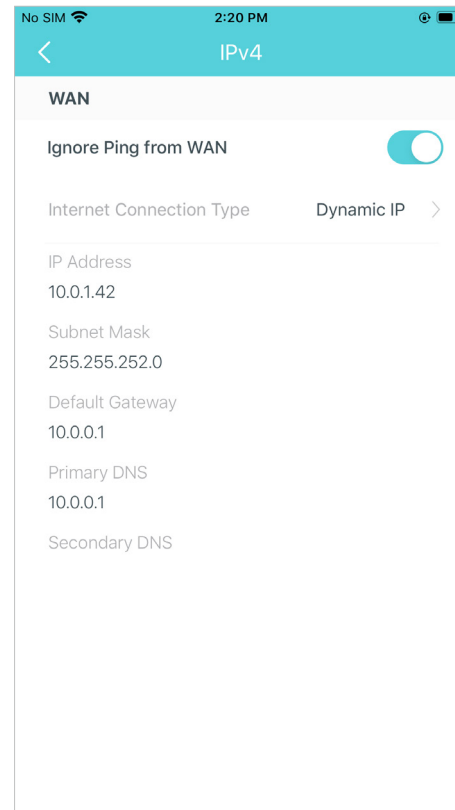 No SIM 2:20 PM
IPv4
WAN
Ignore Ping from WAN
Internet Connection Type Dynamic IP
IP Address
10.0.1.42
Subnet Mask
255.255.252.0
Default Gateway
10.0.0.1
Primary DNS
10.0.0.1
Secondary DNS